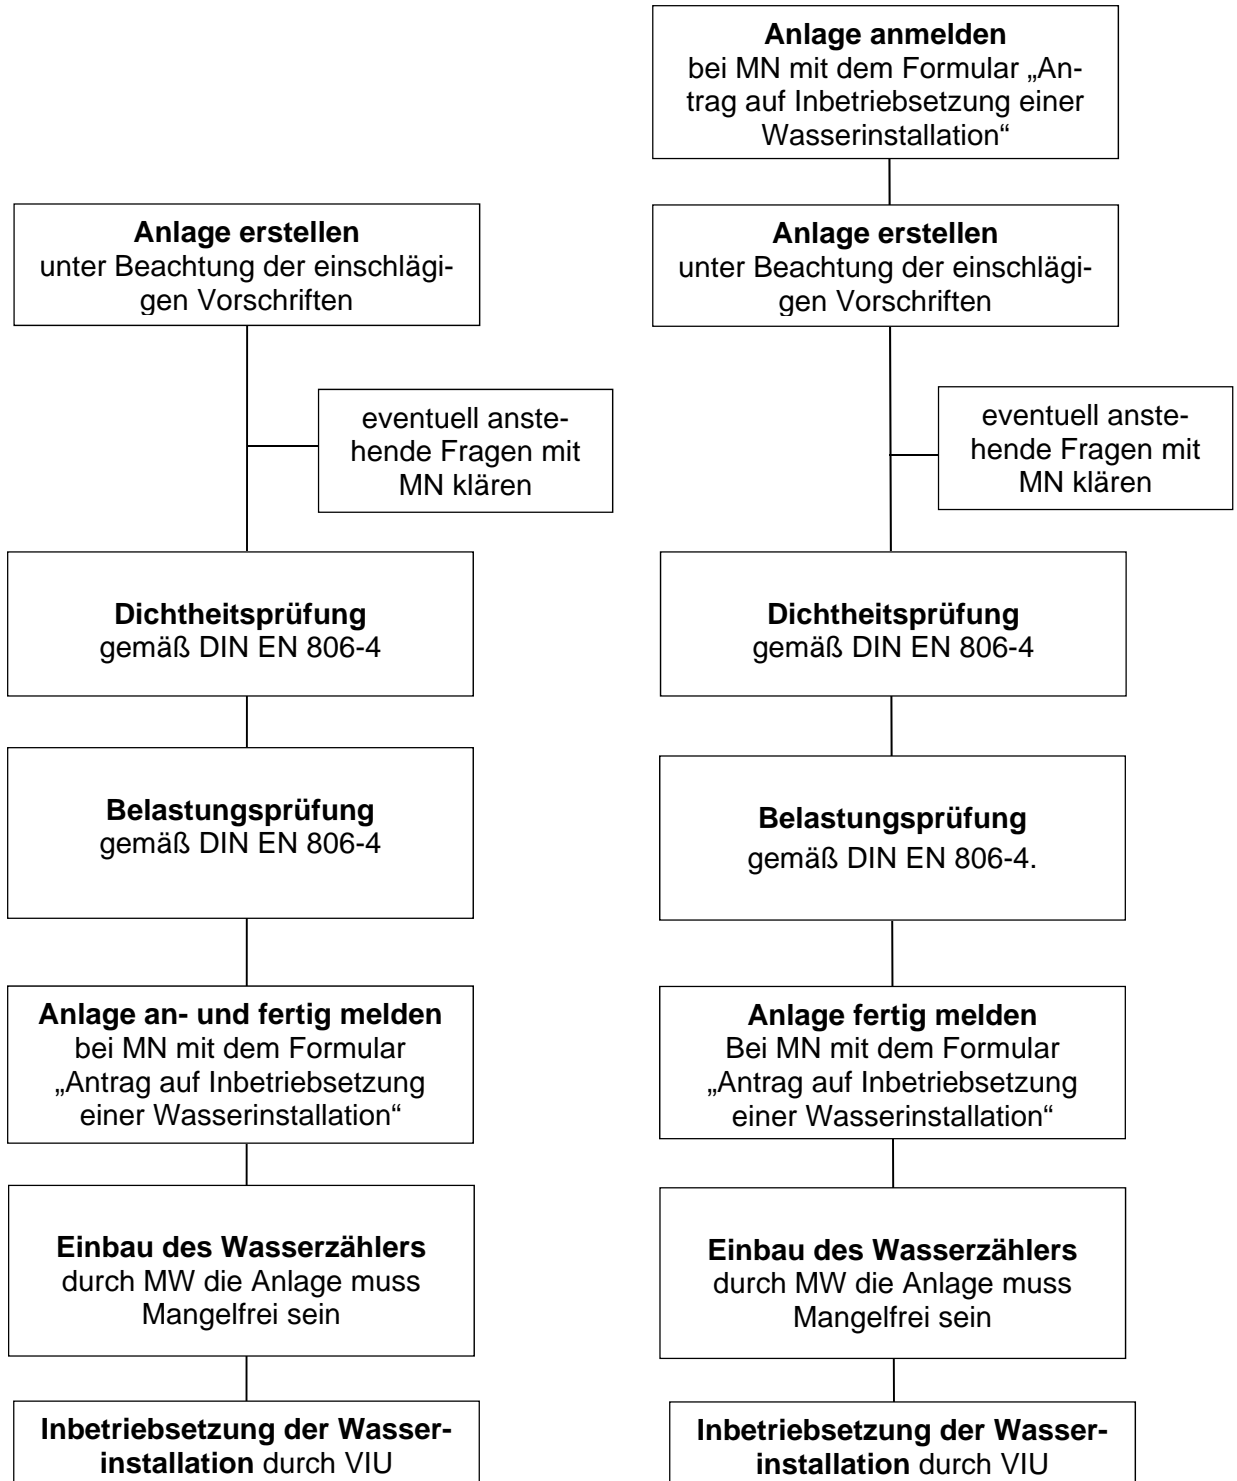 Anlage anmelden
bei MN mit dem Formular „An-
trag auf Inbetriebsetzung einer
Wasserinstallation“
Anlage erstellen
unter Beachtung der einschlägi-
gen Vorschriften
eventuell anste-
hende Fragen mit
MN klären
Dichtheitsprüfung
gemäß DIN EN 806-4
Belastungsprüfung
gemäß DIN EN 806-4
Anlage an- und fertig melden
bei MN mit dem Formular
„Antrag auf Inbetriebsetzung
einer Wasserinstallation“
Einbau des Wasserzählers
durch MW die Anlage muss
Mangelfrei sein
Inbetriebsetzung der Wasser-
installation durch VIU
Anlage erstellen
unter Beachtung der einschlägi-
gen Vorschriften
eventuell anste-
hende Fragen mit
MN klären
Dichtheitsprüfung
gemäß DIN EN 806-4
Belastungsprüfung
gemäß DIN EN 806-4.
Anlage fertig melden
Bei MN mit dem Formular
„Antrag auf Inbetriebsetzung
einer Wasserinstallation“
Einbau des Wasserzählers
durch MW die Anlage muss
Mangelfrei sein
Inbetriebsetzung der Wasser-
installation durch VIU